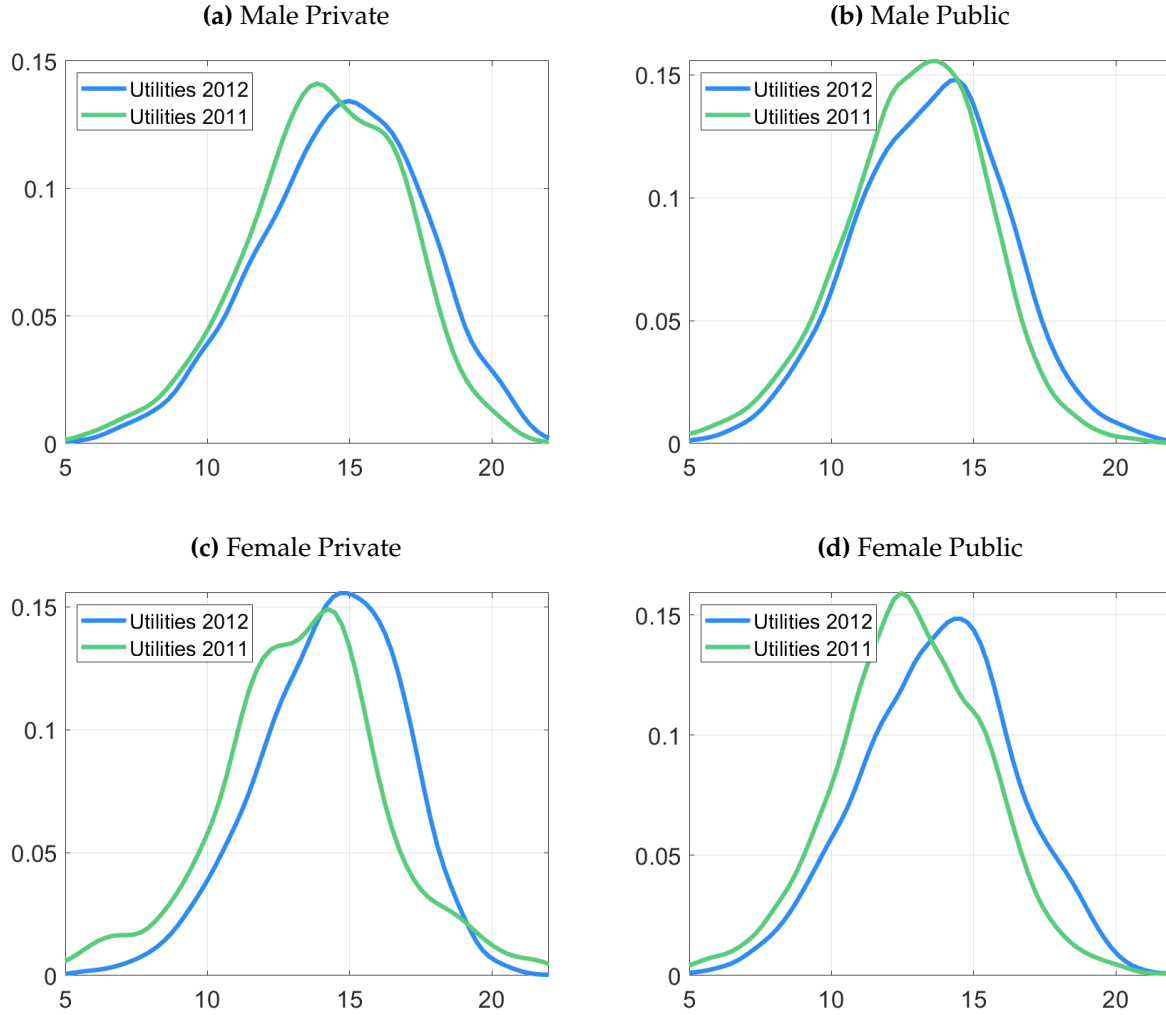 (a) Male Private
0.15
0.1
0.05
0
5 10 15 20
Utilities 2012
Utilities 2011
(b) Male Public
0.15
0.1
0.05
0
5 10 15 20
Utilities 2012
Utilities 2011
(c) Female Private
0.15
0.1
0.05
0
5 10 15 20
Utilities 2012
Utilities 2011
(d) Female Public
0.15
0.1
0.05
0
5 10 15 20
Utilities 2012
Utilities 2011